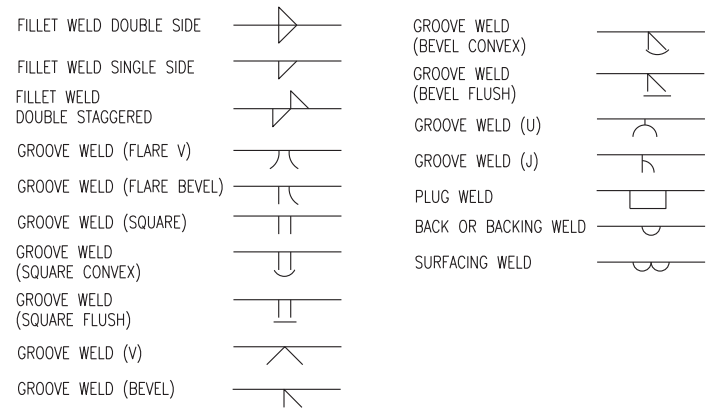 FILLET WELD DOUBLE SIDE
FILLET WELD SINGLE SIDE
FILLET WELD
DOUBLE STAGGERED
GROOVE WELD (FLARE V)
GROOVE WELD (FLARE BEVEL)
GROOVE WELD (SQUARE)
GROOVE WELD
(SQUARE CONVEX)
GROOVE WELD
(SQUARE FLUSH)
GROOVE WELD (V)
GROOVE WELD (BEVEL)
GROOVE WELD
(BEVEL CONVEX)
GROOVE WELD
(BEVEL FLUSH)
GROOVE WELD (U)
GROOVE WELD (J)
PLUG WELD
BACK OR BACKING WELD
SURFACING WELD